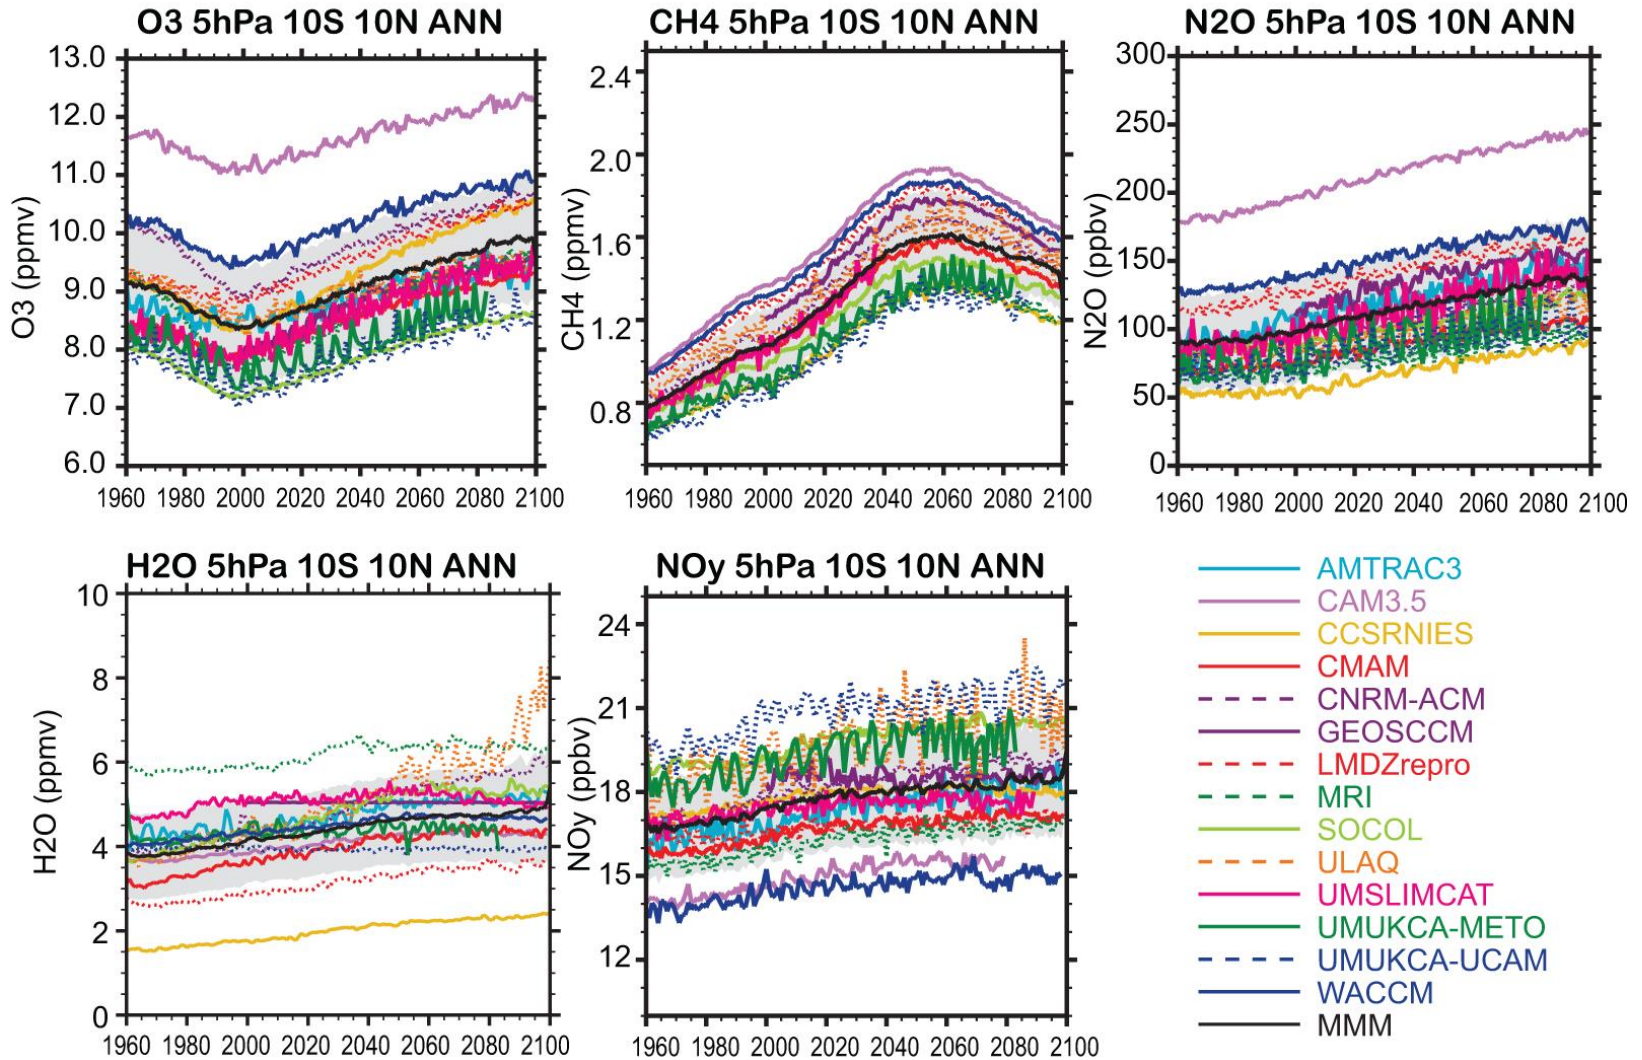 O3 5hPa 10S 10N ANN
13.0
12.0
11.0
10.0
9.0
8.0
7.0
6.0
O3 (ppmv)
1960 1980 2000 2020 2040 2060 2080 2100
CH4 5hPa 10S 10N ANN
2.4
2.0
1.6
1.2
0.8
CH4 (ppmv)
1960 1980 2000 2020 2040 2060 2080 2100
N2O 5hPa 10S 10N ANN
300
250
200
150
100
50
0
N2O (ppbv)
1960 1980 2000 2020 2040 2060 2080 2100
H2O 5hPa 10S 10N ANN
10
8
6
4
2
0
H2O (ppmv)
1960 1980 2000 2020 2040 2060 2080 2100
NOy 5hPa 10S 10N ANN
24
21
18
15
12
NOy (ppbv)
1960 1980 2000 2020 2040 2060 2080 2100
AMTRAC3
CAM3.5
CCSRNIES
CMAM
CNRM-ACM
GEOSCCM
LMDZrepro
MRI
SOCOL
ULAQ
UMSLIMCAT
UMUKCA-METO
UMUKCA-UCAM
WACCM
MMM